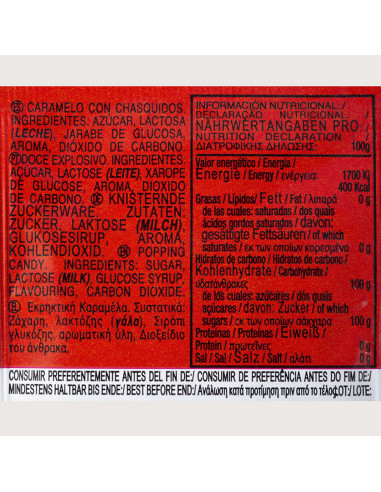 ES CARAMELO CON CHASQUIDOS.
INGREDIENTES: AZÚCAR, LACTOSA
(LECHE), JARABE DE GLUCOSA,
AROMA, DIÓXIDO DE CARBONO.
PT DOCE EXPLOSIVO. INGREDIENTES:
AÇUCAR, LACTOSE (LEITE), XAROPE
DE GLUCOSE, AROMA, DIOXIDO
DE CARBONO. DE KNISTERNDE
ZUCKERWARE. ZUTATEN:
ZUCKER LAKTOSE (MILCH)
GLUKOSESIRUP, AROMA,
KOHLENDIOXID. EN POPPING
CANDY. INGREDIENTS: SUGAR,
LACTOSE (MILK), GLUCOSE SYRUP,
FLAVOURING, CARBON DIOXIDE.
Εκρηκτική Καραμέλα. Συστατικά:
Ζάχαρη, λακτόζης (γάλα), Σιρόπι
γλυκόζης, αρωματική ύλη, Διοξείδιο
του άνθρακα.
INFORMACIÓN NUTRICIONAL:/
DECLARAÇÃO NUTRICIONAL:/
NÄHRWERTANGABEN PRO:/
NUTRITION DECLARATION:/
ΔΙΑΤΡΟΦΙΚΗΣ ΔΗΛΩΣΗΣ: 100g
Valor energético / Energia /
Energie / Energy / ενέργεια: 1700 Kj
400 Kcal
Grasas / Lípidos/ Fett / Fat / λιπαρά 0 g
de las cuales: saturadas / dos quais
ácidos gordos saturados / davon:
gesättigte Fettsäuren / of which
saturates / εκ των οποίων κορεσμένα 0 g
Hidratos de carbono / Hidratos de carbono /
Kohlenhydrate / Carbohydrate /
υδατάνθρακες 100 g
de los cuales: azúcares / dos quais
açúcares / davon: Zucker / of which
sugars / εκ των οποίων σάκχαρα 100 g
Proteínas / Proteínas / Eiweiß /
Protein / πρωτεΐνες 0 g
Sal / Sal / Salz / Salt / αλάτι 0 g
CONSUMIR PREFERENTEMENTE ANTES DEL FIN DE:/ CONSUMIR DE PREFERÊNCIA ANTES DO FIM DE:/
MINDESTENS HALTBAR BIS ENDE:/ BEST BEFORE END:/ Ανάλωση κατά προτίμηση πριν από το τέλος:LOT:/ LOTE: